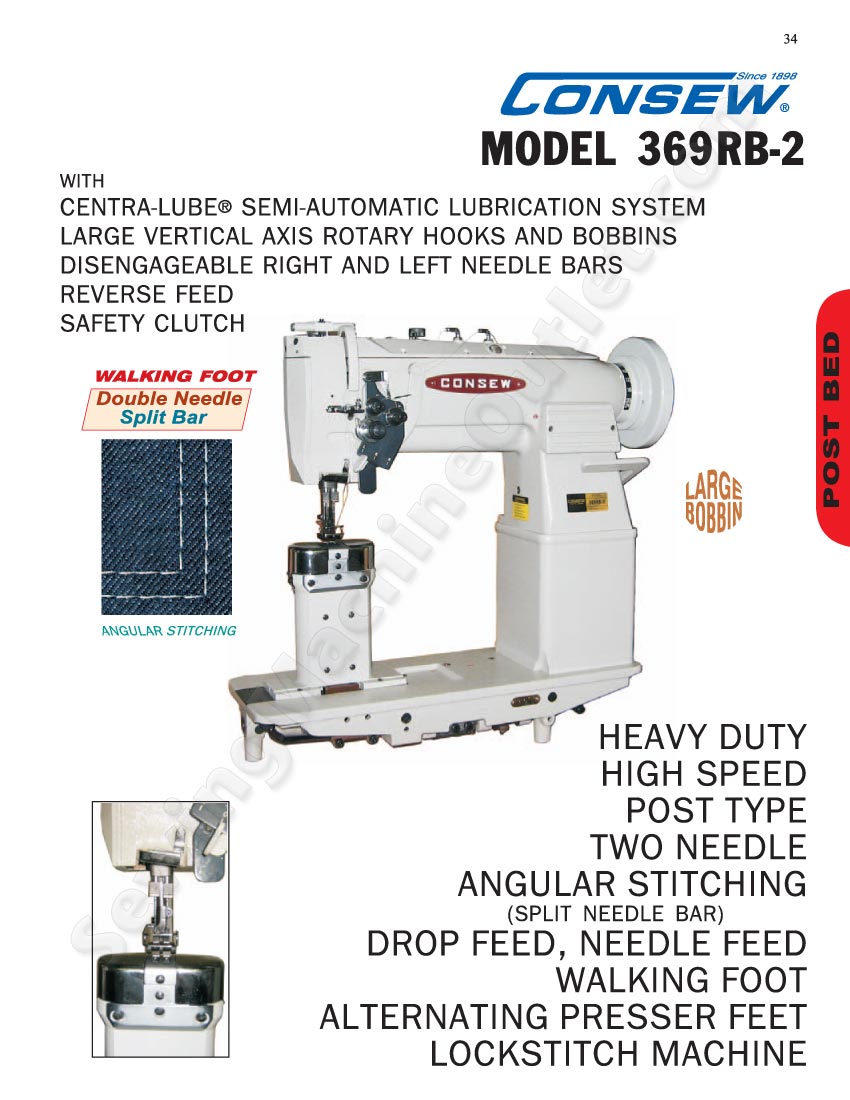 34
Since 1898
CONSEW®
MODEL 369RB-2
WITH
CENTRA-LUBE® SEMI-AUTOMATIC LUBRICATION SYSTEM
LARGE VERTICAL AXIS ROTARY HOOKS AND BOBBINS
DISENGAGEABLE RIGHT AND LEFT NEEDLE BARS
REVERSE FEED
SAFETY CLUTCH
WALKING FOOT
Double Needle
Split Bar
ANGULAR STITCHING
CONSEW
LARGE
BOBBIN
POST BED
HEAVY DUTY
HIGH SPEED
POST TYPE
TWO NEEDLE
ANGULAR STITCHING
(SPLIT NEEDLE BAR)
DROP FEED, NEEDLE FEED
WALKING FOOT
ALTERNATING PRESSER FEET
LOCKSTITCH MACHINE
SewingMachineOutlet.com